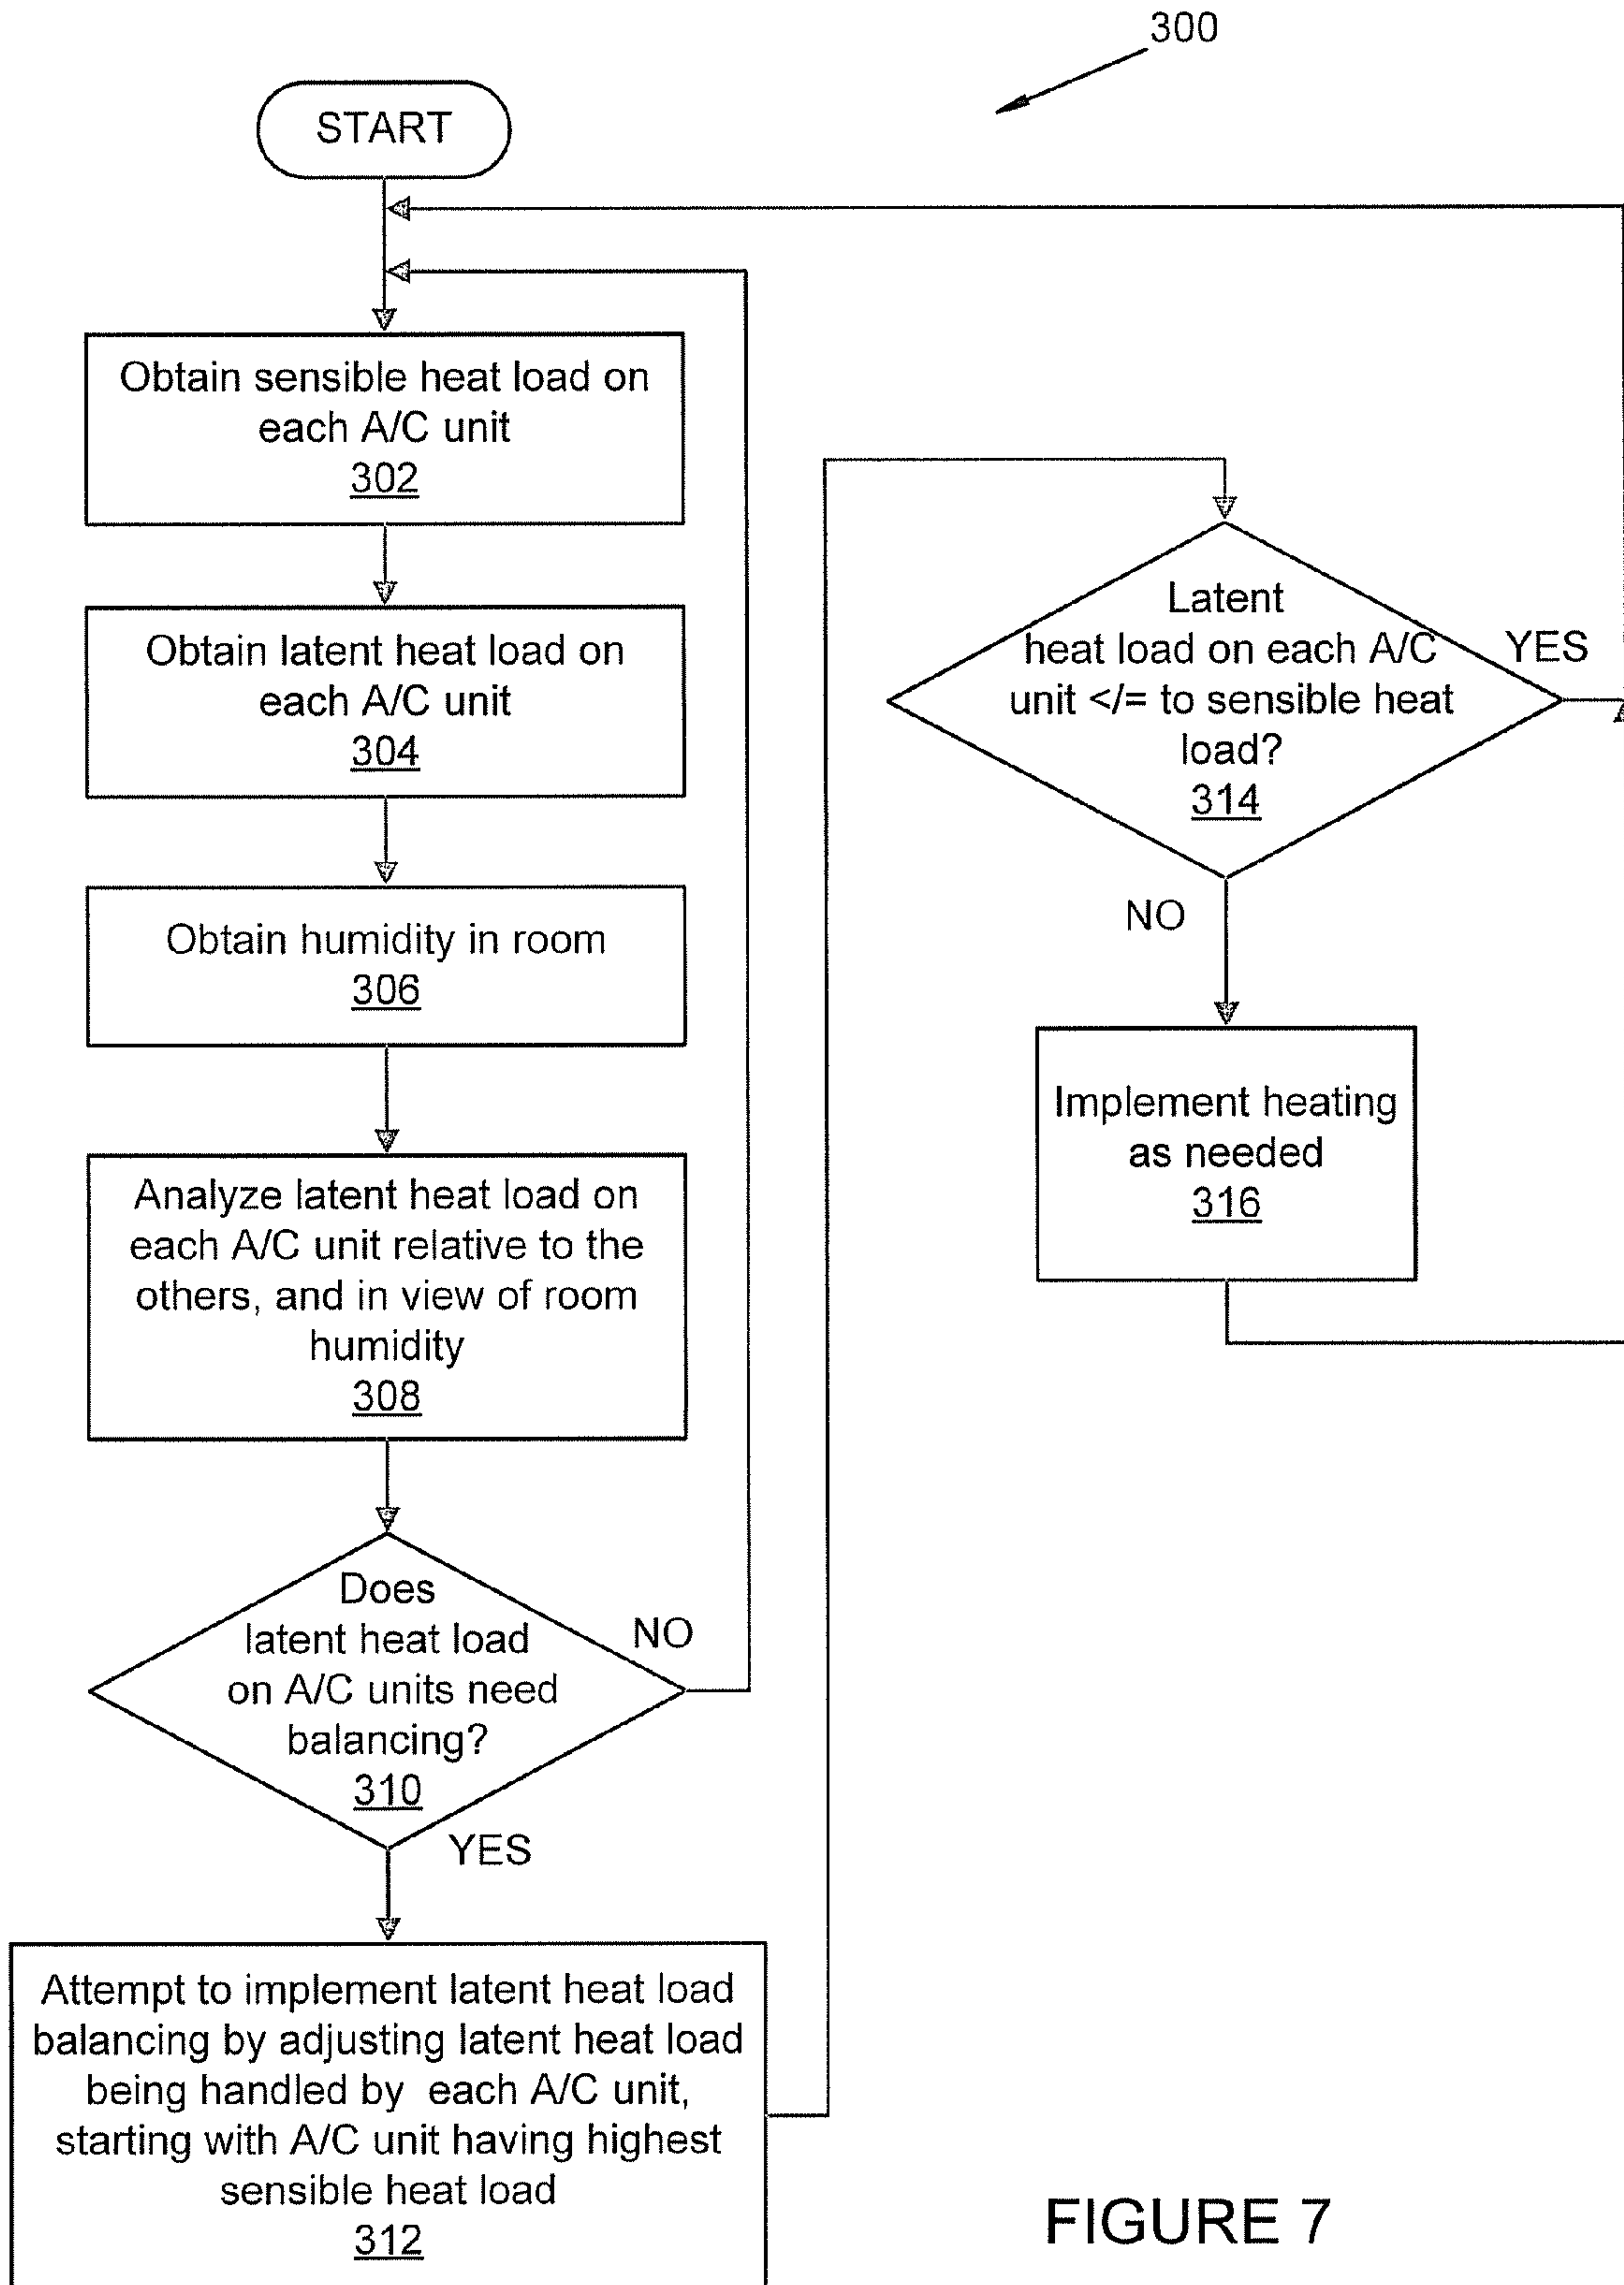 300
START
Obtain sensible heat load on
each A/C unit
302
Obtain latent heat load on
each A/C unit
304
Obtain humidity in room
306
Analyze latent heat load on
each A/C unit relative to the
others, and in view of room
humidity
308
Does
latent heat load
on A/C units need
balancing?
310
NO
YES
Attempt to implement latent heat load
balancing by adjusting latent heat load
being handled by each A/C unit,
starting with A/C unit having highest
sensible heat load
312
Latent
heat load on each A/C
unit </= to sensible heat
load?
314
YES
NO
Implement heating
as needed
316
FIGURE 7